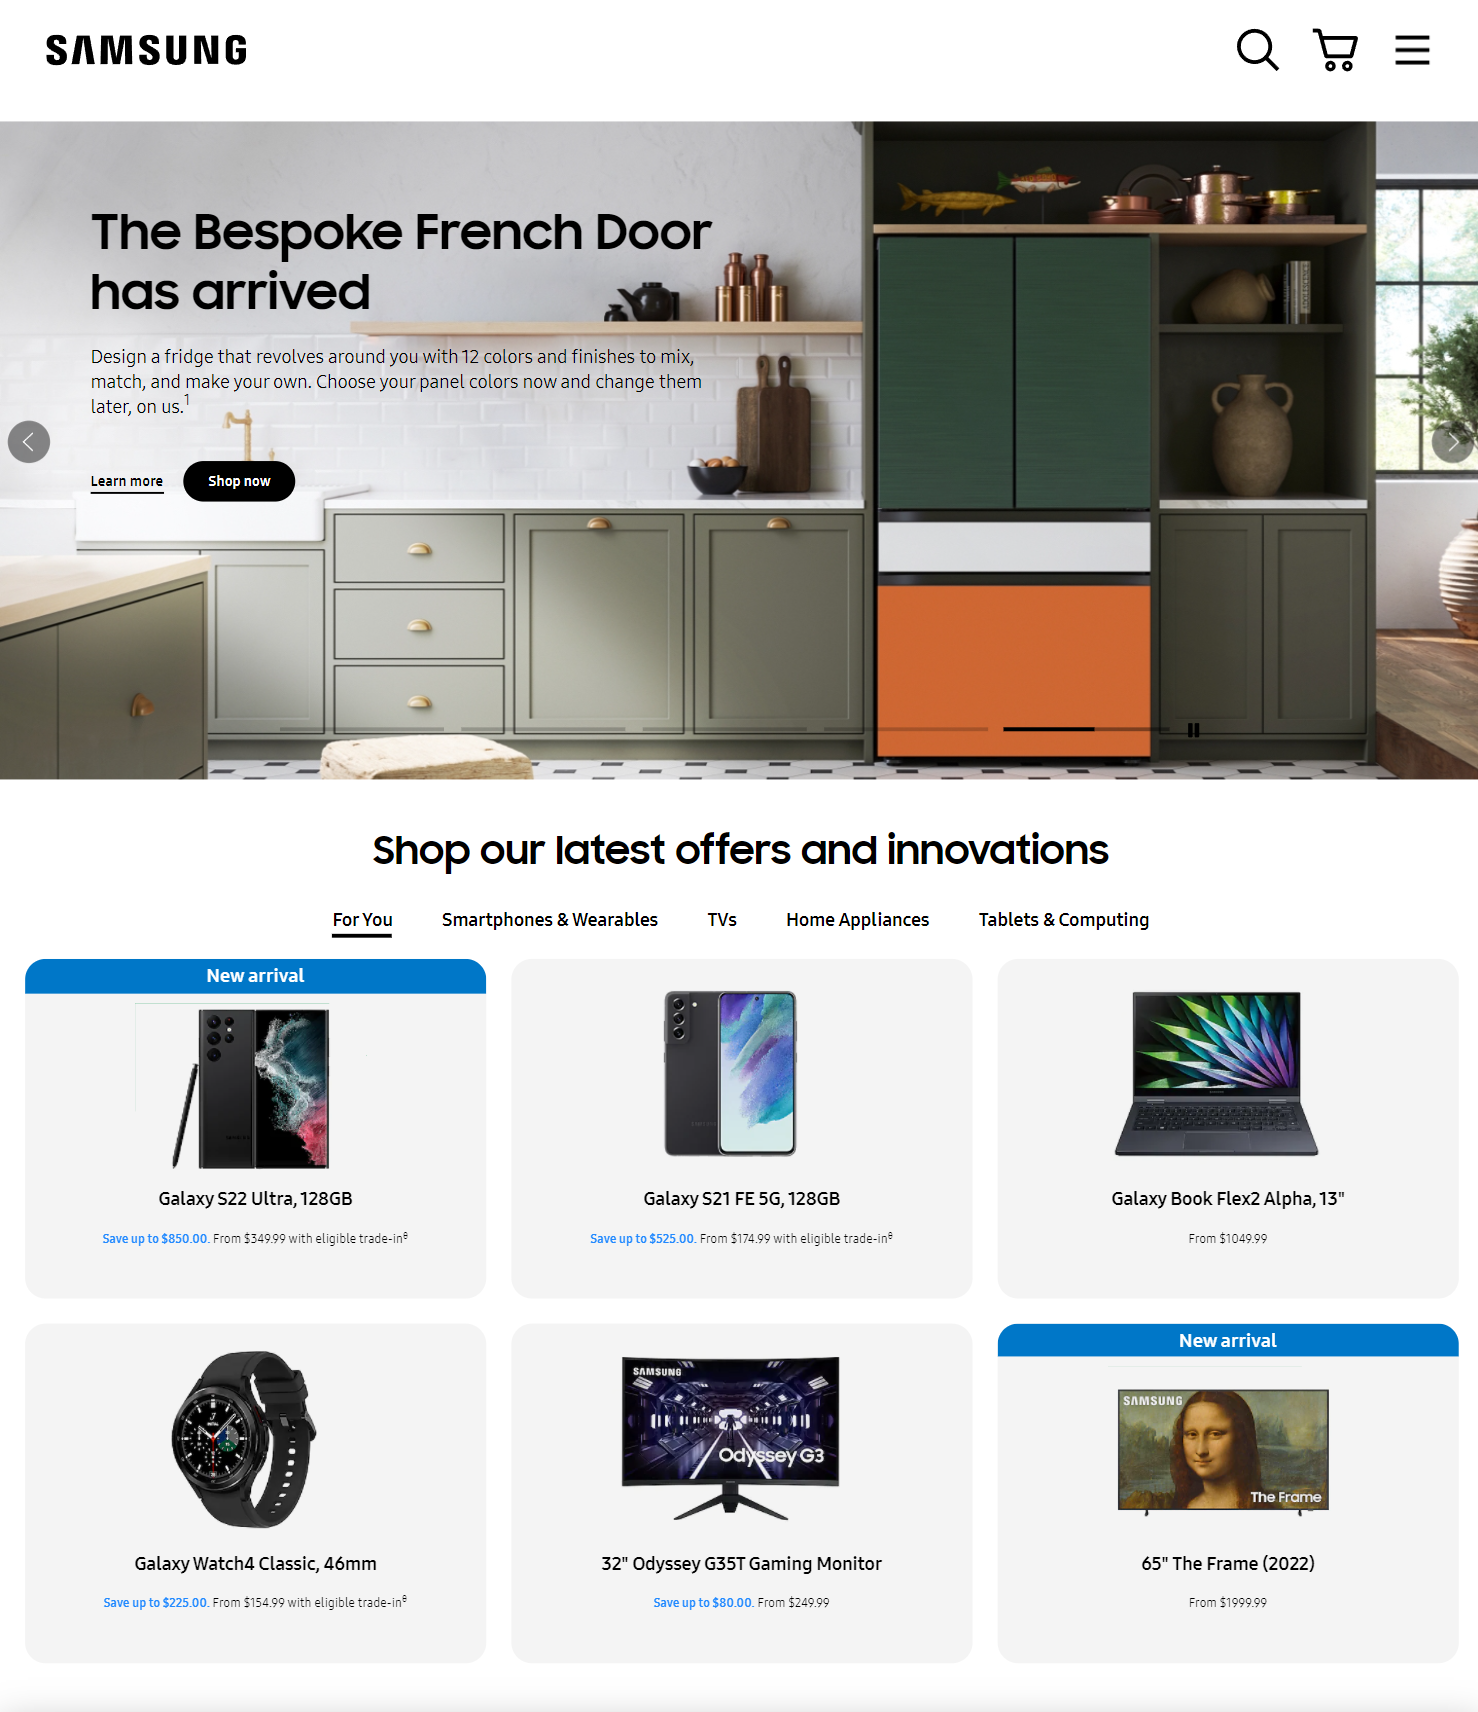 SAMSUNG
The Bespoke French Door
has arrived
Design a fridge that revolves around you with 12 colors and finishes to mix,
match, and make your own. Choose your panel colors now and change them
later, on us.1
Learn more
Shop now
Shop our latest offers and innovations
For You
Smartphones & Wearables
TVs
Home Appliances
Tablets & Computing
New arrival
Galaxy S22 Ultra, 128GB
Save up to $850.00. From $349.99 with eligible trade-inθ
Galaxy S21 FE 5G, 128GB
Save up to $525.00. From $174.99 with eligible trade-inθ
Galaxy Book Flex2 Alpha, 13"
From $1049.99
Galaxy Watch4 Classic, 46mm
Save up to $225.00. From $154.99 with eligible trade-inθ
SAMSUNG
Odyssey G3
32" Odyssey G35T Gaming Monitor
Save up to $80.00. From $249.99
New arrival
SAMSUNG
The Frame
65" The Frame (2022)
From $1999.99